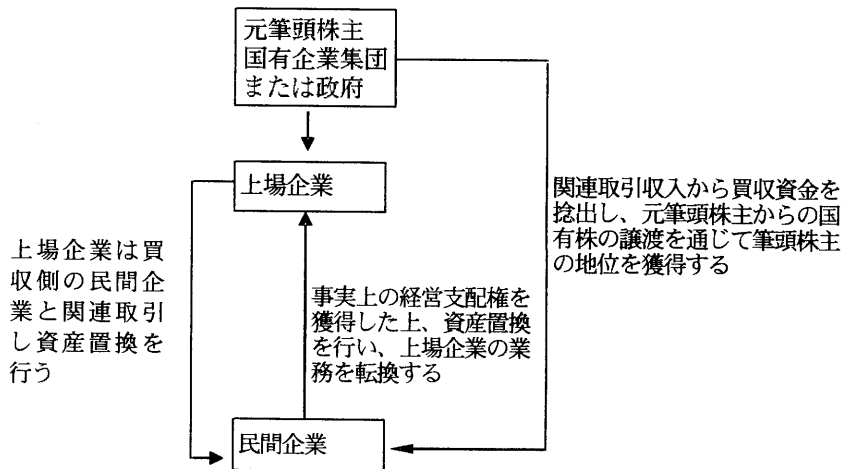 元筆頭株主
国有企業集団
または政府
上場企業
関連取引収入から買収資金を
捻出し、元筆頭株主からの国
有株の譲渡を通じて筆頭株主
の地位を獲得する
上場企業は買
収側の民間企
業と関連取引
し資産置換を
行う
事実上の経営支配権を
獲得した上、資産置換
を行い、上場企業の業
務を転換する
民間企業